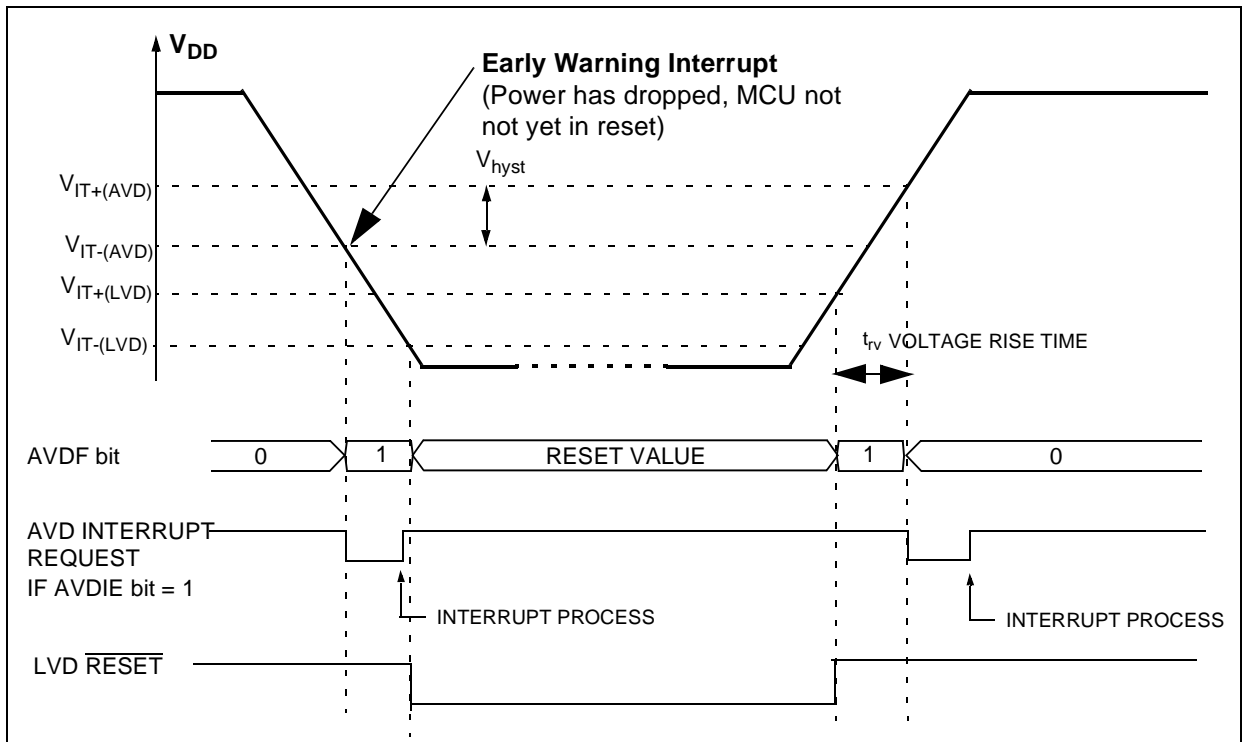 VDD
Early Warning Interrupt
(Power has dropped, MCU not
not yet in reset)
Vhyst
VIT+(AVD)
VIT-(AVD)
VIT+(LVD)
VIT-(LVD)
trv VOLTAGE RISE TIME
AVDF bit 0 1 RESET VALUE 1 0
AVD INTERRUPT
REQUEST
IF AVDIE bit = 1
INTERRUPT PROCESS INTERRUPT PROCESS
LVD RESET